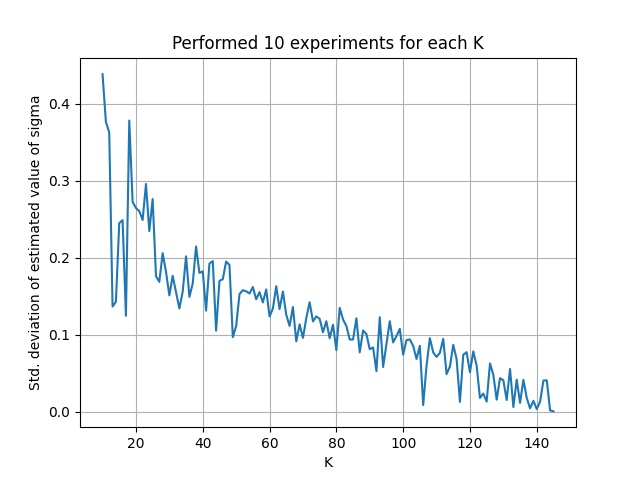 Performed 10 experiments for each K
Std. deviation of estimated value of sigma
0.4
0.3
0.2
0.1
0.0
20 40 60 80 100 120 140
K